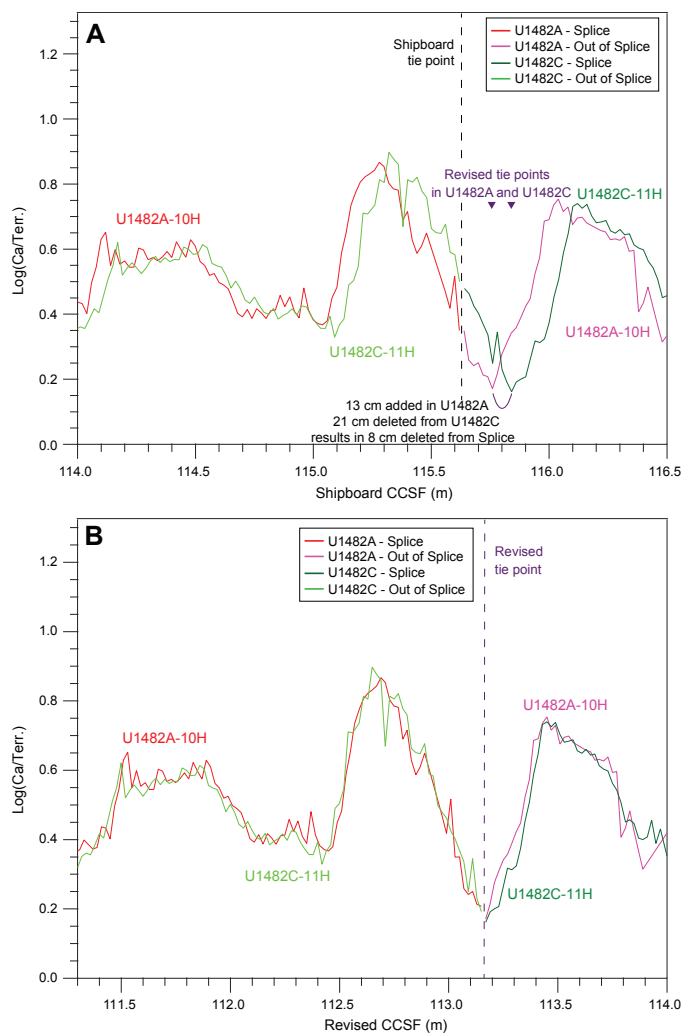 A
U1482A - Splice
U1482A - Out of Splice
U1482C - Splice
U1482C - Out of Splice
Shipboard
tie point
1.2
1.0
0.8
0.6
0.4
0.2
0.0
Log(Ca/Terr.)
U1482A-10H
Revised tie points
in U1482A and U1482C
U1482C-11H
U1482C-11H
U1482A-10H
13 cm added in U1482A
21 cm deleted from U1482C
results in 8 cm deleted from Splice
114.0 114.5 115.0 115.5 116.0 116.5
Shipboard CCSF (m)
B
U1482A - Splice
U1482A - Out of Splice
U1482C - Splice
U1482C - Out of Splice
Revised
tie point
1.2
1.0
0.8
0.6
0.4
0.2
0.0
Log(Ca/Terr.)
U1482A-10H
U1482A-10H
U1482C-11H
U1482C-11H
111.5 112.0 112.5 113.0 113.5 114.0
Revised CCSF (m)